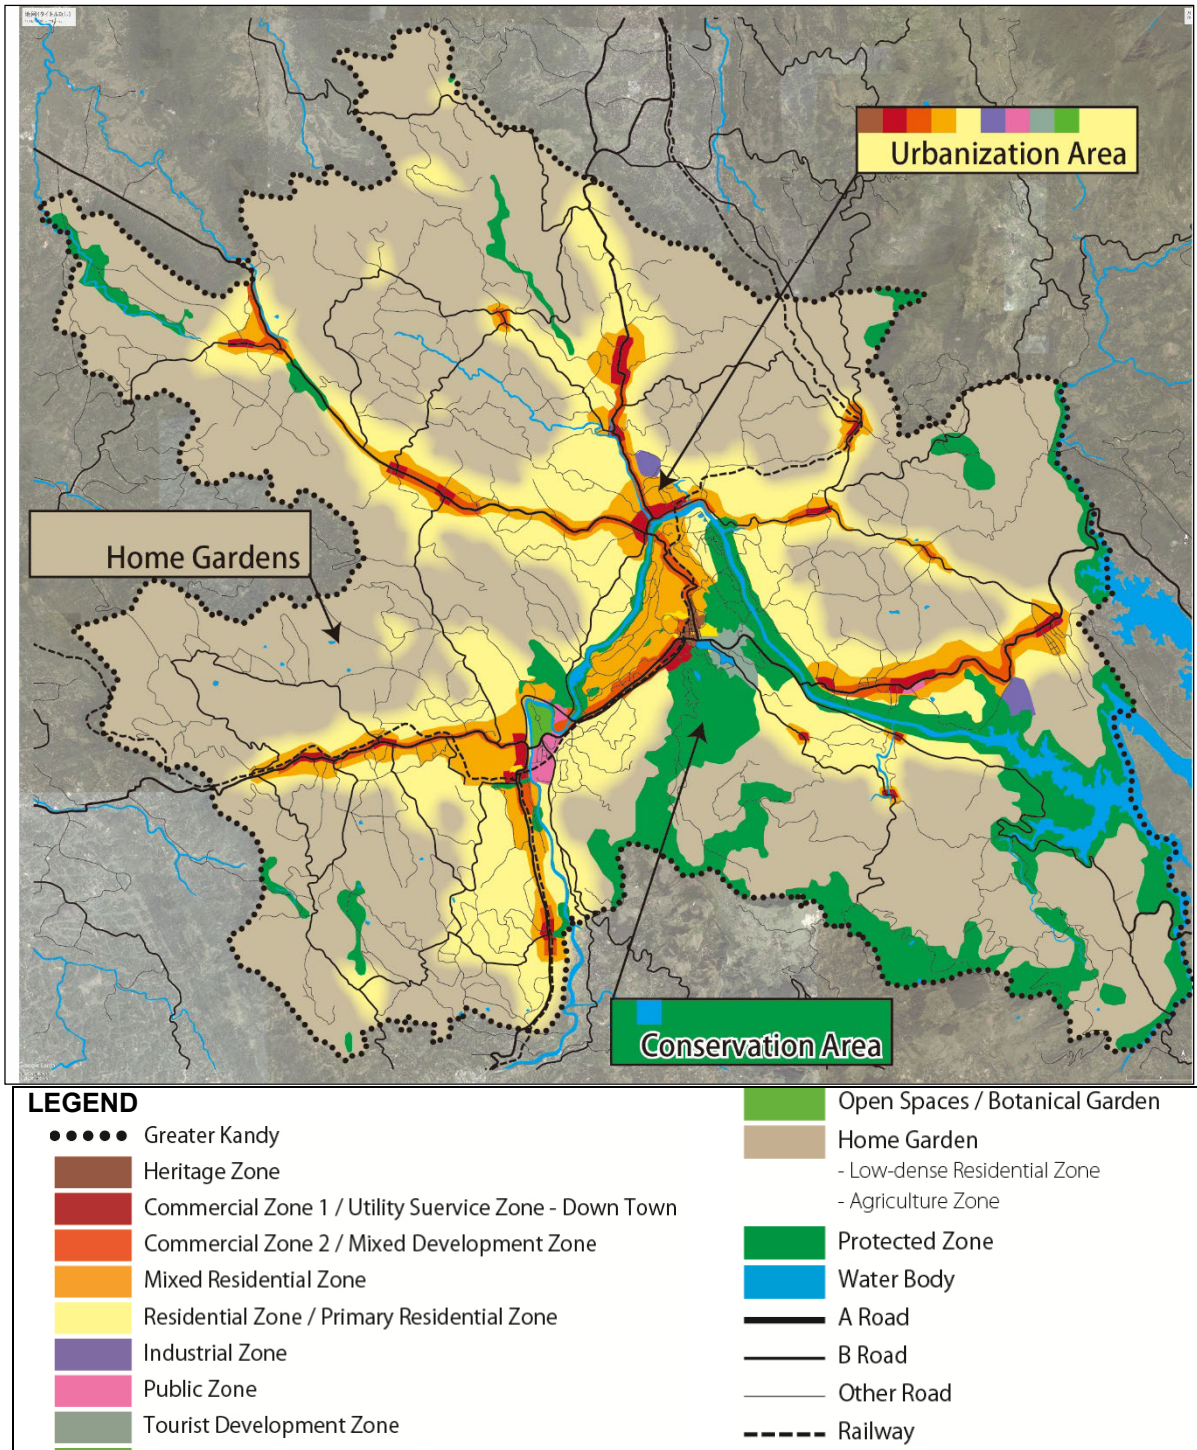 Urbanization Area
Home Gardens
Conservation Area
LEGEND
Greater Kandy
Heritage Zone
Commercial Zone 1 / Utility Suervice Zone - Down Town
Commercial Zone 2 / Mixed Development Zone
Mixed Residential Zone
Residential Zone / Primary Residential Zone
Industrial Zone
Public Zone
Tourist Development Zone
Open Spaces / Botanical Garden
Home Garden
- Low-dense Residential Zone
- Agriculture Zone
Protected Zone
Water Body
A Road
B Road
Other Road
Railway